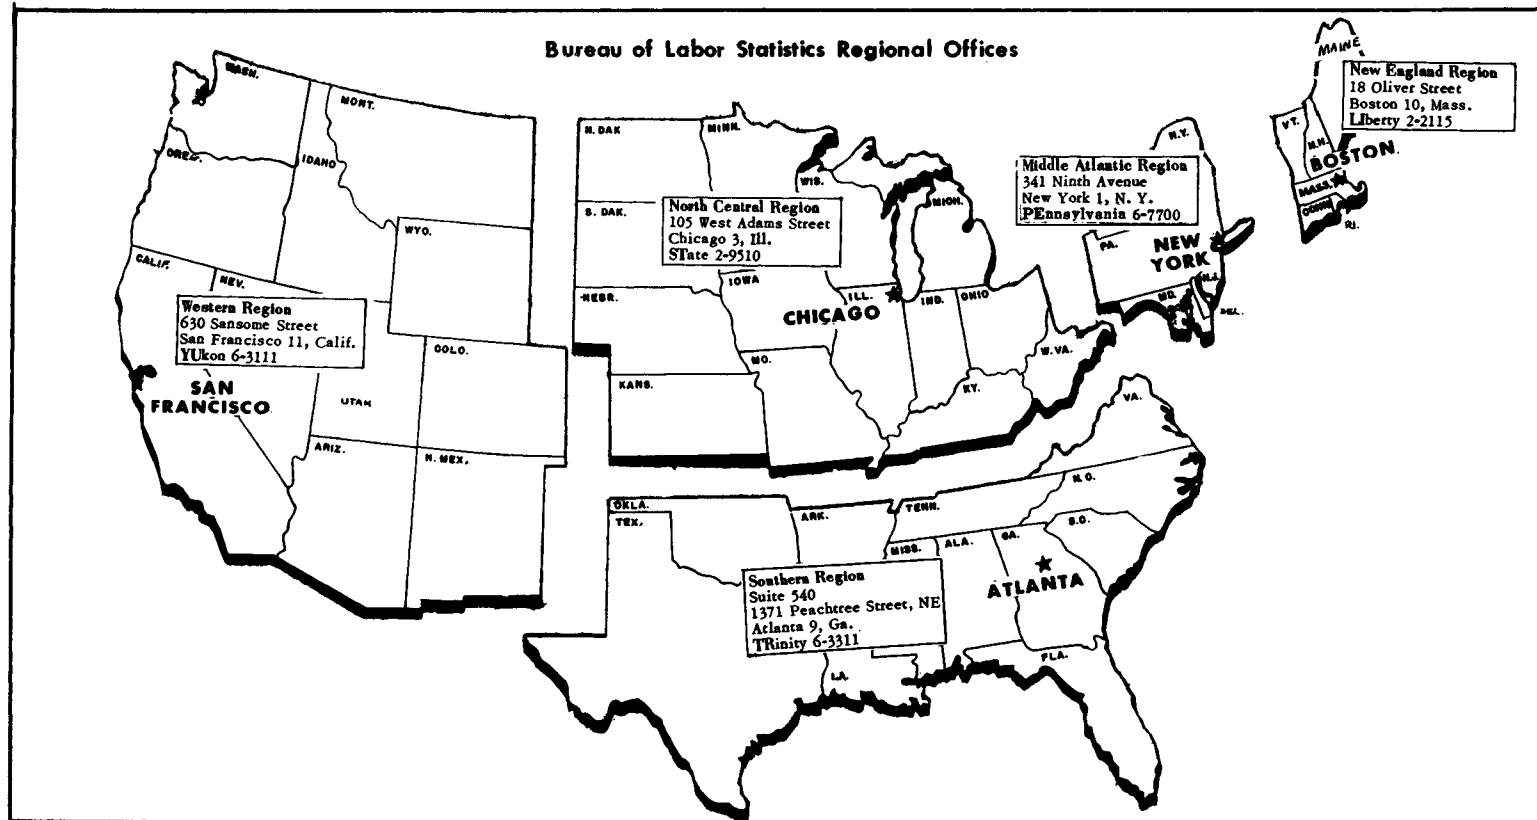 Bureau of Labor Statistics Regional Offices
WASH.
ORE.
MONT.
IDAHO
WYO.
CALIF.
NEV.
Western Region
630 Sansome Street
San Francisco 11, Calif.
YUkon 6-3111
SAN
FRANCISCO
UTAH
COLO.
ARIZ.
N. MEX.
N. DAK
MINN.
S. DAK.
WIS.
MICH.
North Central Region
105 West Adams Street
Chicago 3, Ill.
STate 2-9510
NEBR.
IOWA
ILL.
IND.
OHIO
CHICAGO
KANS.
MO.
KY.
W. VA.
N.Y.
Middle Atlantic Region
341 Ninth Avenue
New York 1, N. Y.
PEnnsylvania 6-7700
PA.
NEW
YORK
N.J.
MD.
DEL.
MAINE
New England Region
18 Oliver Street
Boston 10, Mass.
LIberty 2-2115
VT.
N.H.
BOSTON
MASS.
CONN.
R.I.
VA.
N.C.
OKLA.
TEX.
ARK.
TENN.
S.C.
MISS.
ALA.
GA.
ATLANTA
Southern Region
Suite 540
1371 Peachtree Street, NE
Atlanta 9, Ga.
TRinity 6-3311
LA.
FLA.